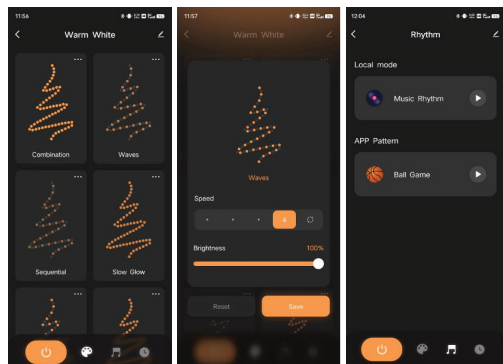 11:56
Warm White
Combination
Waves
Sequential
Slow Glow
11:57
Warm White
Waves
Speed
4
Brightness
100%
Reset
Save
12:04
Rhythm
Local mode
Music Rhythm
APP Pattern
Ball Game